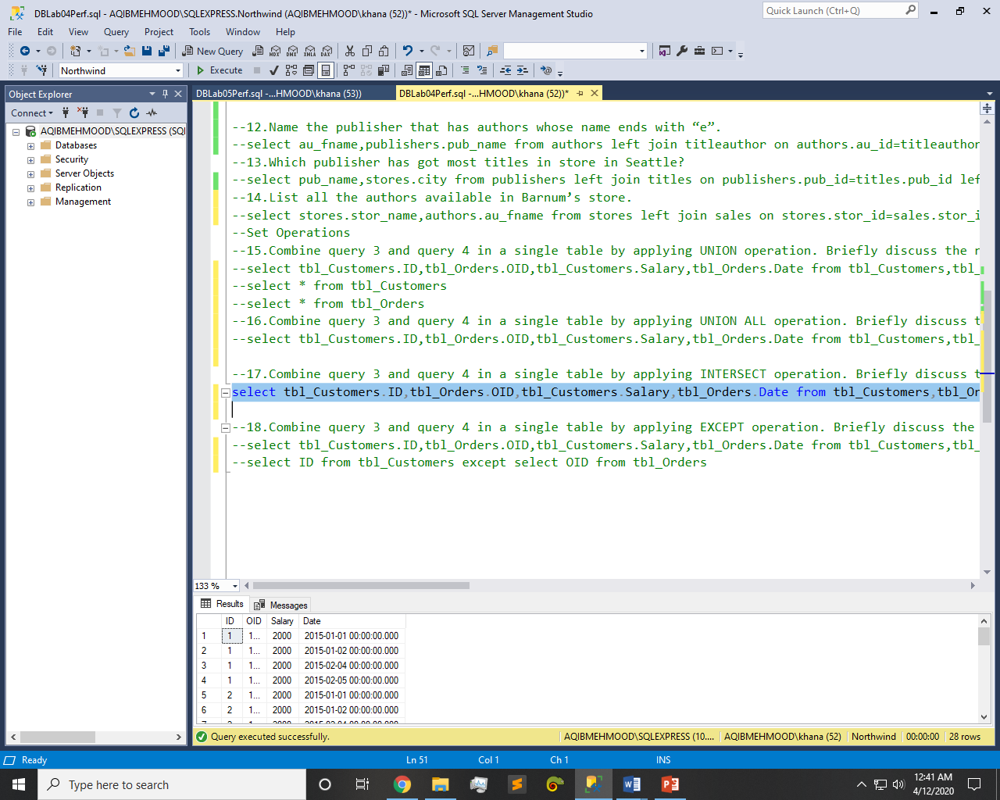 DBLab04Perf.sql - AQIBMEHMOOD\SQLEXPRESS.Northwind (AQIBMEHMOOD\khana (52))* - Microsoft SQL Server Management Studio
Quick Launch (Ctrl+Q)
File Edit View Query Project Tools Window Help
New Query
MDX DMX XMLA DAX
Northwind Execute
Object Explorer
DBLab05Perf.sql -...HMOOD\khana (53))
DBLab04Perf.sql -...HMOOD\khana (52))*
Connect
AQIBMEHMOOD\SQLEXPRESS (SQL
Databases
Security
Server Objects
Replication
Management
--12.Name the publisher that has authors whose name ends with “e”.
--select au_fname,publishers.pub_name from authors left join titleauthor on authors.au_id=titleauthor
--13.Which publisher has got most titles in store in Seattle?
--select pub_name,stores.city from publishers left join titles on publishers.pub_id=titles.pub_id lef
--14.List all the authors available in Barnum’s store.
--select stores.stor_name,authors.au_fname from stores left join sales on stores.stor_id=sales.stor_i
--Set Operations
--15.Combine query 3 and query 4 in a single table by applying UNION operation. Briefly discuss the r
--select tbl_Customers.ID,tbl_Orders.OID,tbl_Customers.Salary,tbl_Orders.Date from tbl_Customers,tbl_
--select * from tbl_Customers
--select * from tbl_Orders
--16.Combine query 3 and query 4 in a single table by applying UNION ALL operation. Briefly discuss t
--select tbl_Customers.ID,tbl_Orders.OID,tbl_Customers.Salary,tbl_Orders.Date from tbl_Customers,tbl_
--17.Combine query 3 and query 4 in a single table by applying INTERSECT operation. Briefly discuss t
select tbl_Customers.ID,tbl_Orders.OID,tbl_Customers.Salary,tbl_Orders.Date from tbl_Customers,tbl_Or
--18.Combine query 3 and query 4 in a single table by applying EXCEPT operation. Briefly discuss the
--select tbl_Customers.ID,tbl_Orders.OID,tbl_Customers.Salary,tbl_Orders.Date from tbl_Customers,tbl_
--select ID from tbl_Customers except select OID from tbl_Orders
133 %
Results Messages
ID OID Salary Date
1 1 1... 2000 2015-01-01 00:00:00.000
2 1 1... 2000 2015-01-02 00:00:00.000
3 1 1... 2000 2015-02-04 00:00:00.000
4 1 1... 2000 2015-02-05 00:00:00.000
5 2 1... 2000 2015-01-01 00:00:00.000
6 2 1... 2000 2015-01-02 00:00:00.000
7 2 1... 2000 2015-02-04 00:00:00.000
Query executed successfully.
AQIBMEHMOOD\SQLEXPRESS (10.... AQIBMEHMOOD\khana (52) Northwind 00:00:00 28 rows
Ready Ln 51 Col 1 Ch 1 INS
Type here to search
12:41 AM
4/12/2020